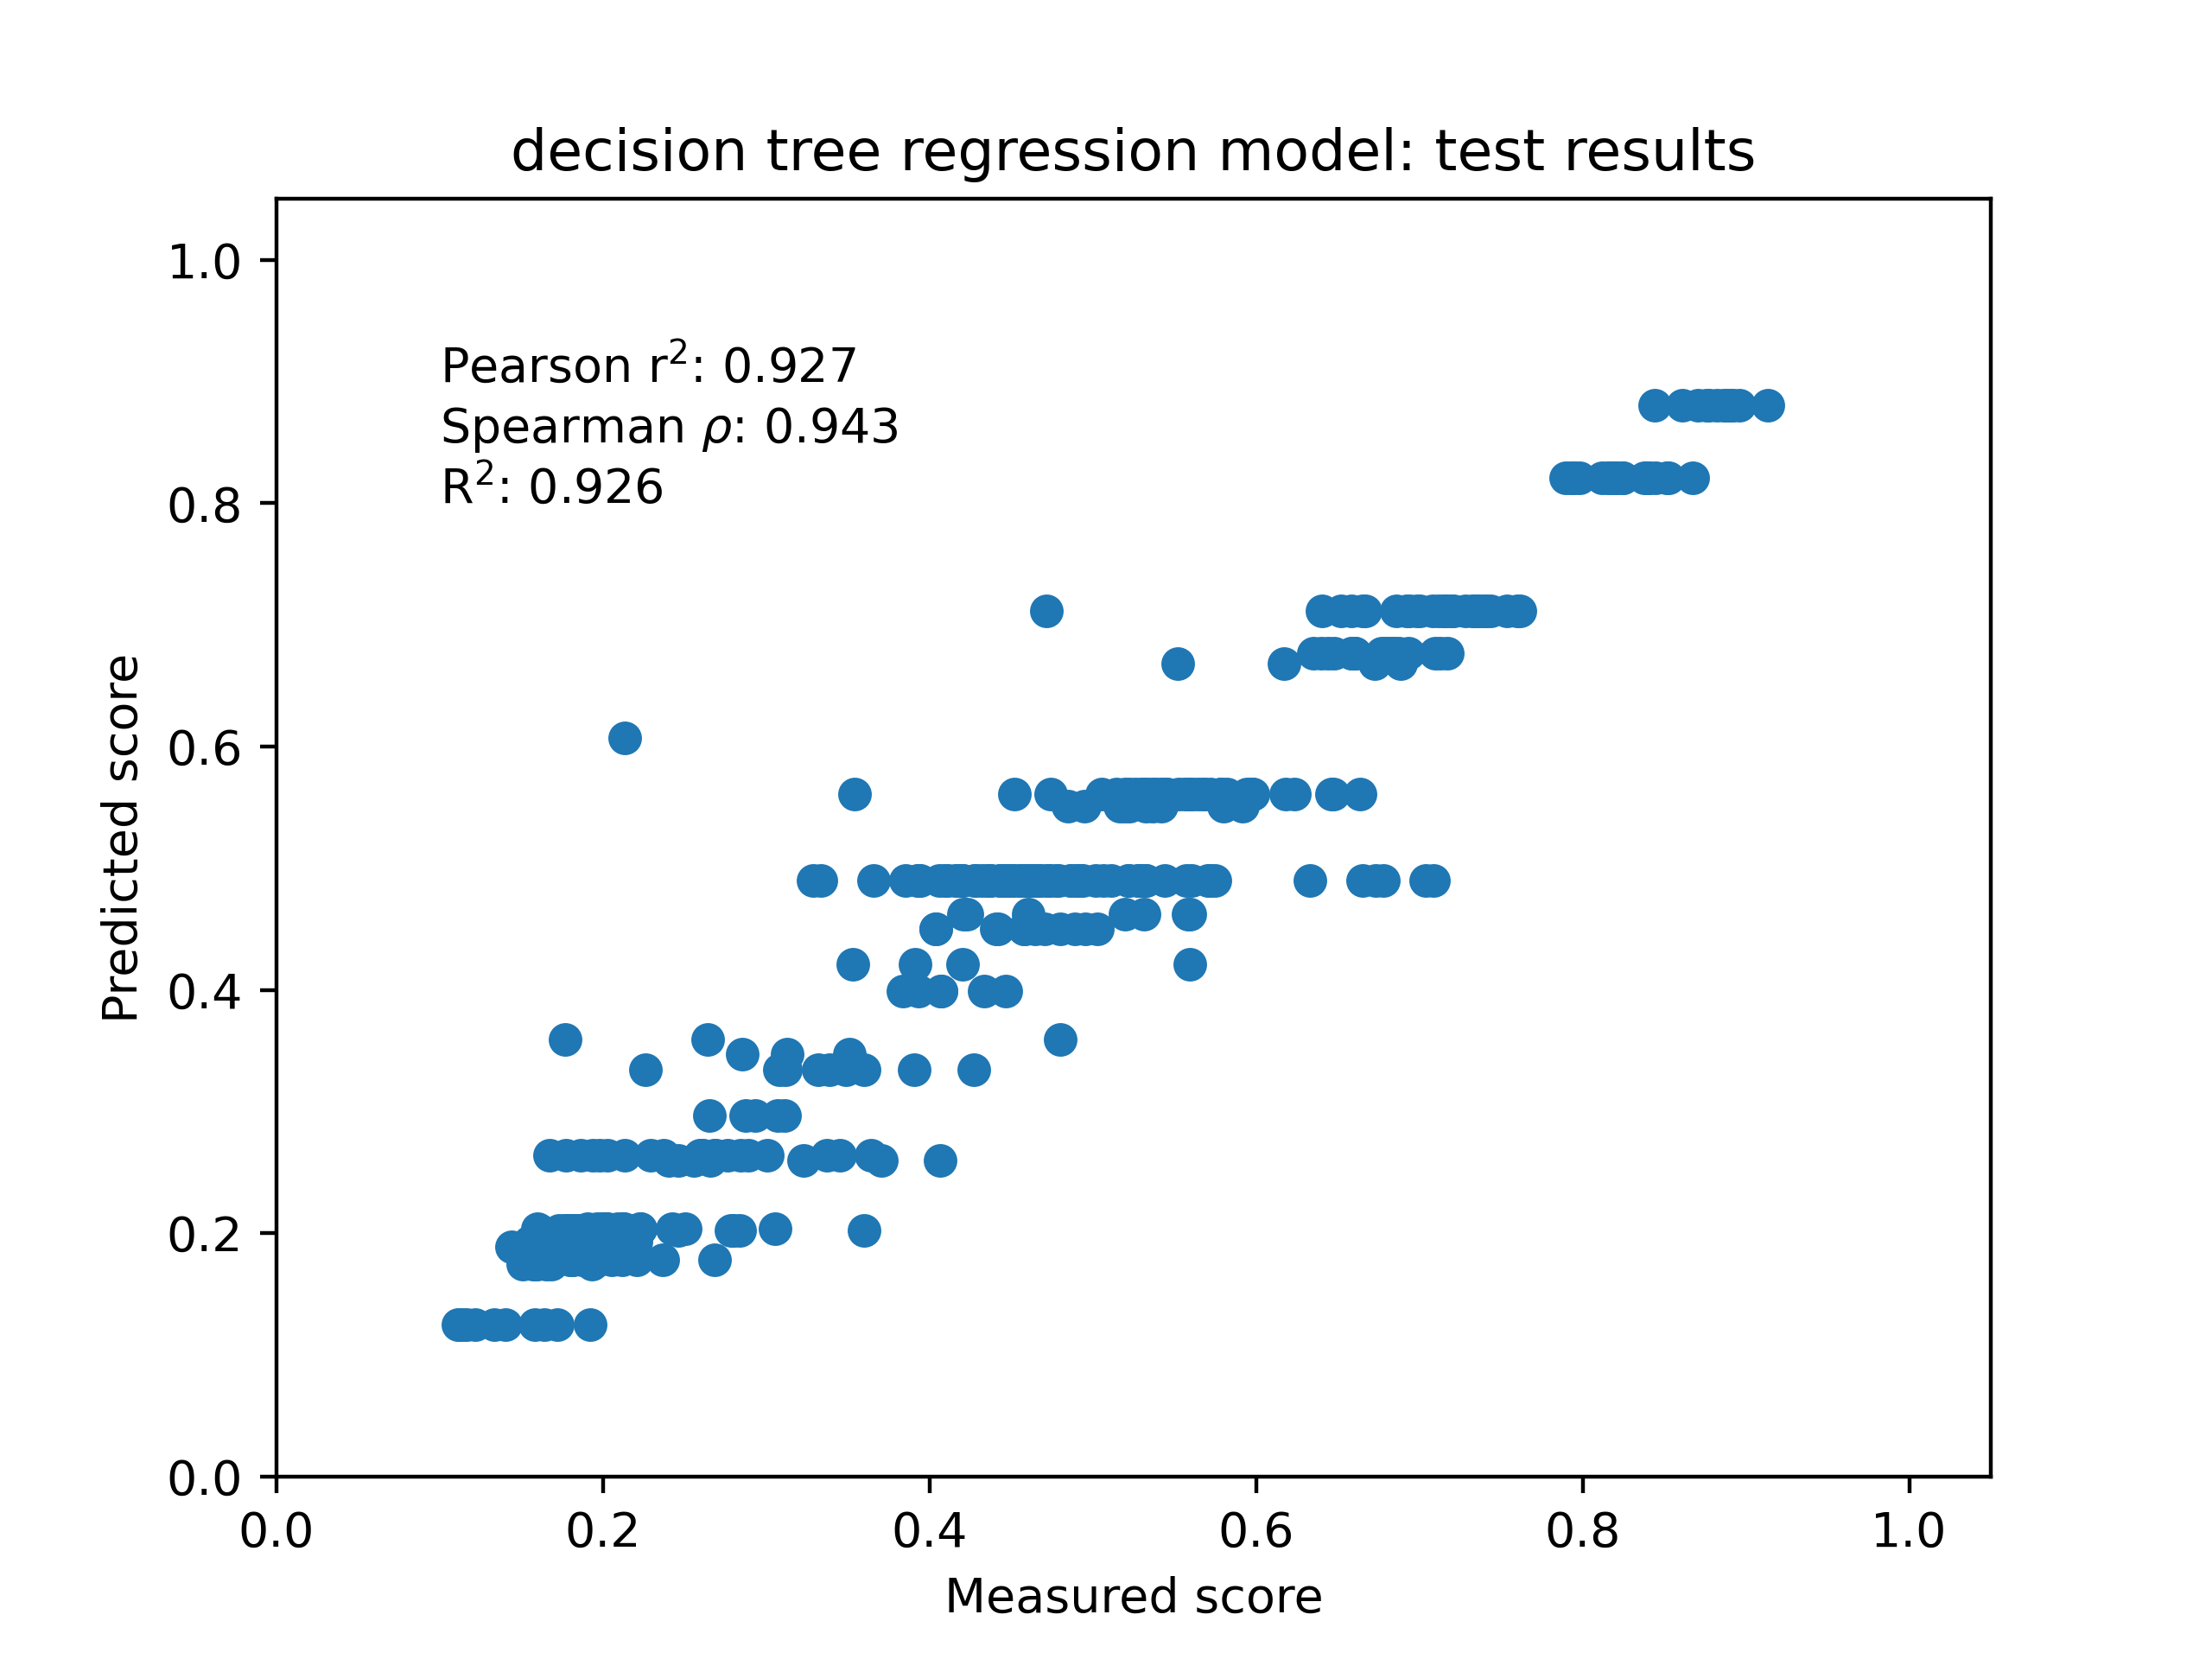 decision tree regression model: test results
Pearson r²: 0.927
Spearman ρ: 0.943
R²: 0.926
Predicted score
1.0
0.8
0.6
0.4
0.2
0.0
0.0 0.2 0.4 0.6 0.8 1.0
Measured score